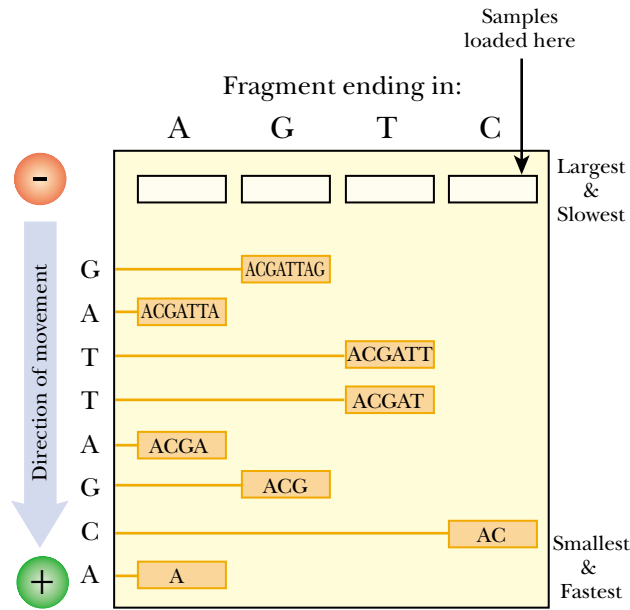 Samples
loaded here
Fragment ending in:
A G T C
-
Largest
&
Slowest
G ACGATTAG
A ACGATTA
T ACGATT
T ACGAT
A ACGA
G ACG
C AC
A A
Direction of movement
+
Smallest
&
Fastest